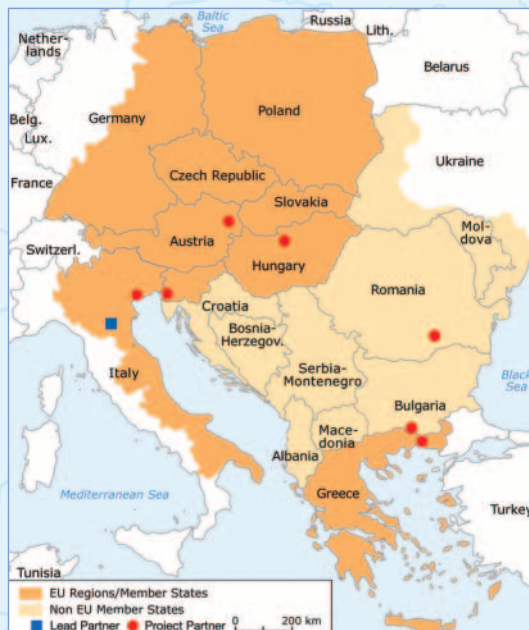 Baltic
Sea
Russia
Lith.
Nether-
lands
Belarus
Germany
Poland
Belg.
Lux.
Ukraine
Czech Republic
France
Slovakia
Mol-
dova
Austria
Switzerl.
Hungary
Romania
Croatia
Bosnia-
Herzegov.
Serbia-
Montenegro
Italy
Black
Sea
Bulgaria
Mace-
donia
Albania
Greece
Mediterranean Sea
Turkey
Tunisia
EU Regions/Member States
Non EU Member States
Lead Partner
Project Partner
0 200 km